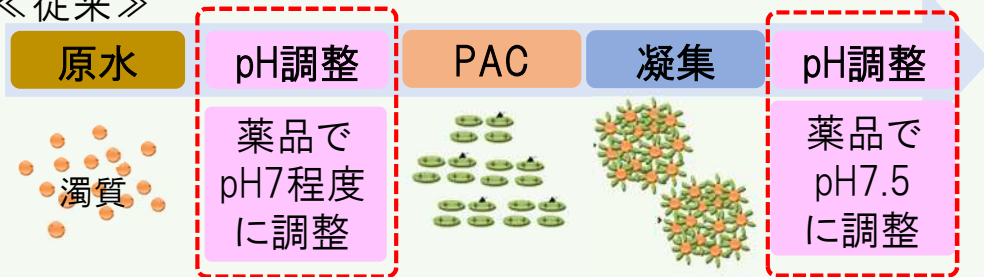 ≪従来≫
原水
pH調整
PAC
凝集
pH調整
濁質
薬品で
pH7程度
に調整
薬品で
pH7.5
に調整